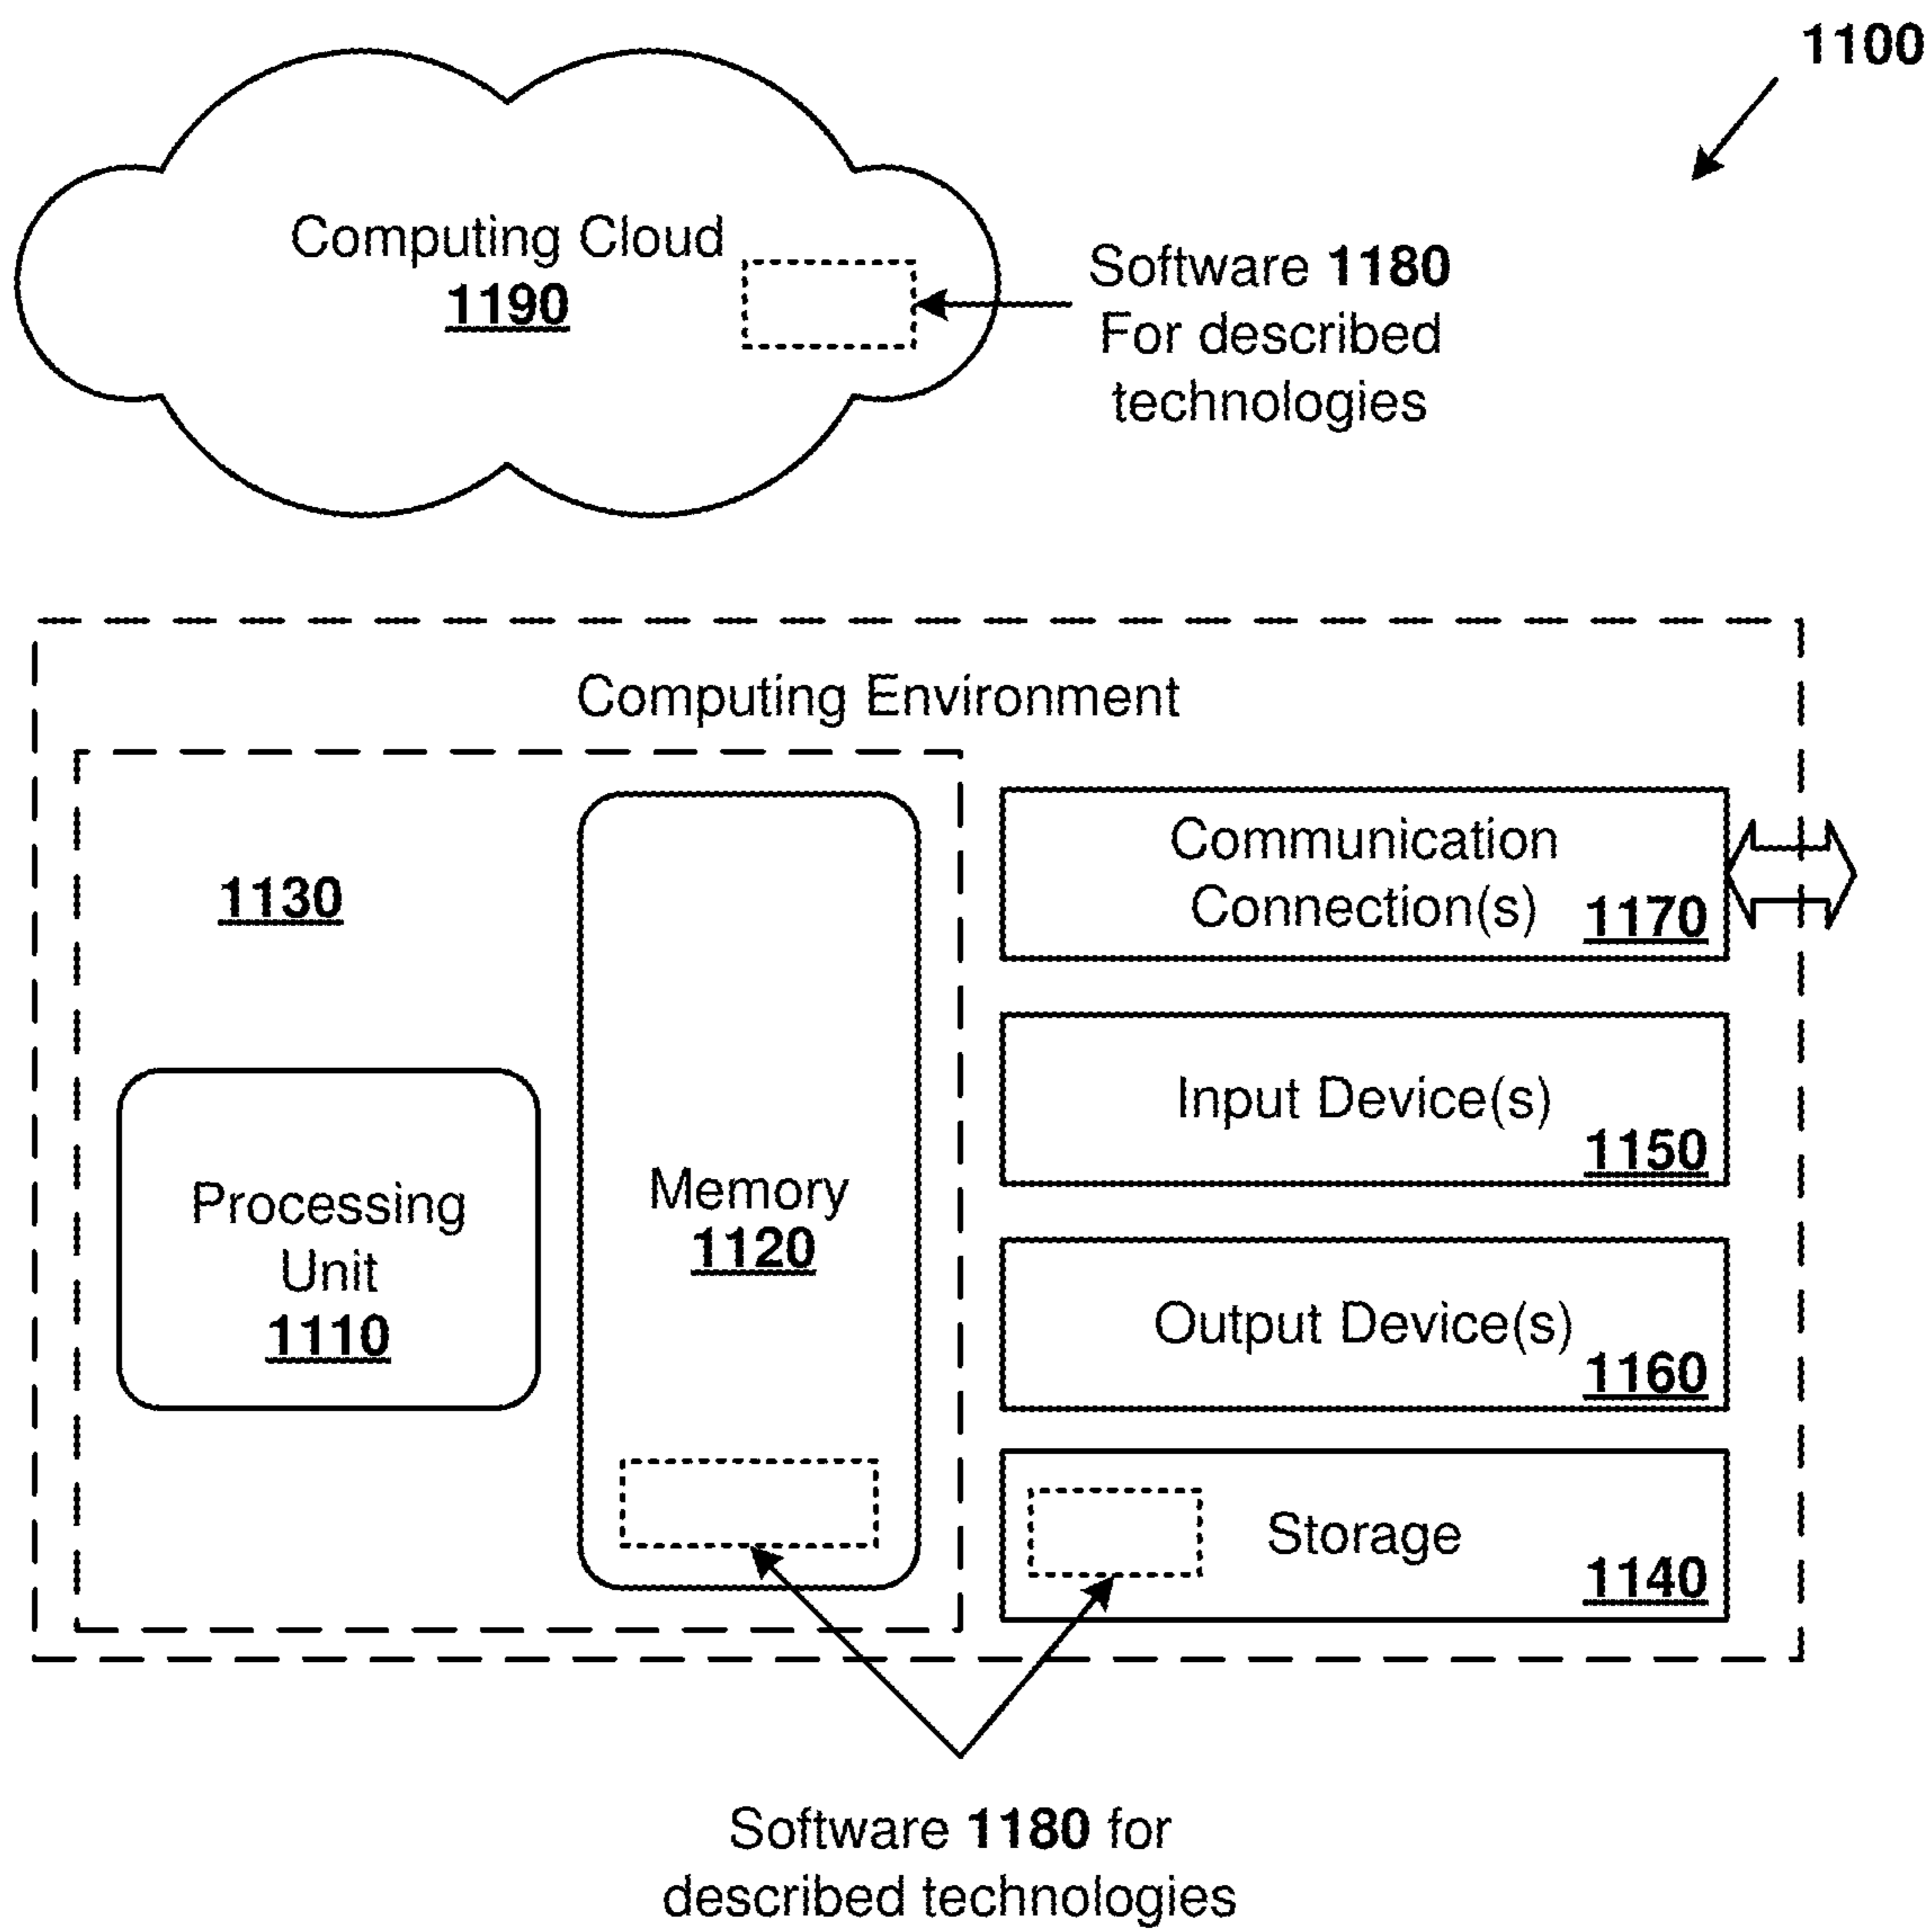 1100
Computing Cloud
1190
Software 1180
For described
technologies
Computing Environment
1130
Processing
Unit
1110
Memory
1120
Communication
Connection(s)
1170
Input Device(s)
1150
Output Device(s)
1160
Storage
1140
Software 1180 for
described technologies